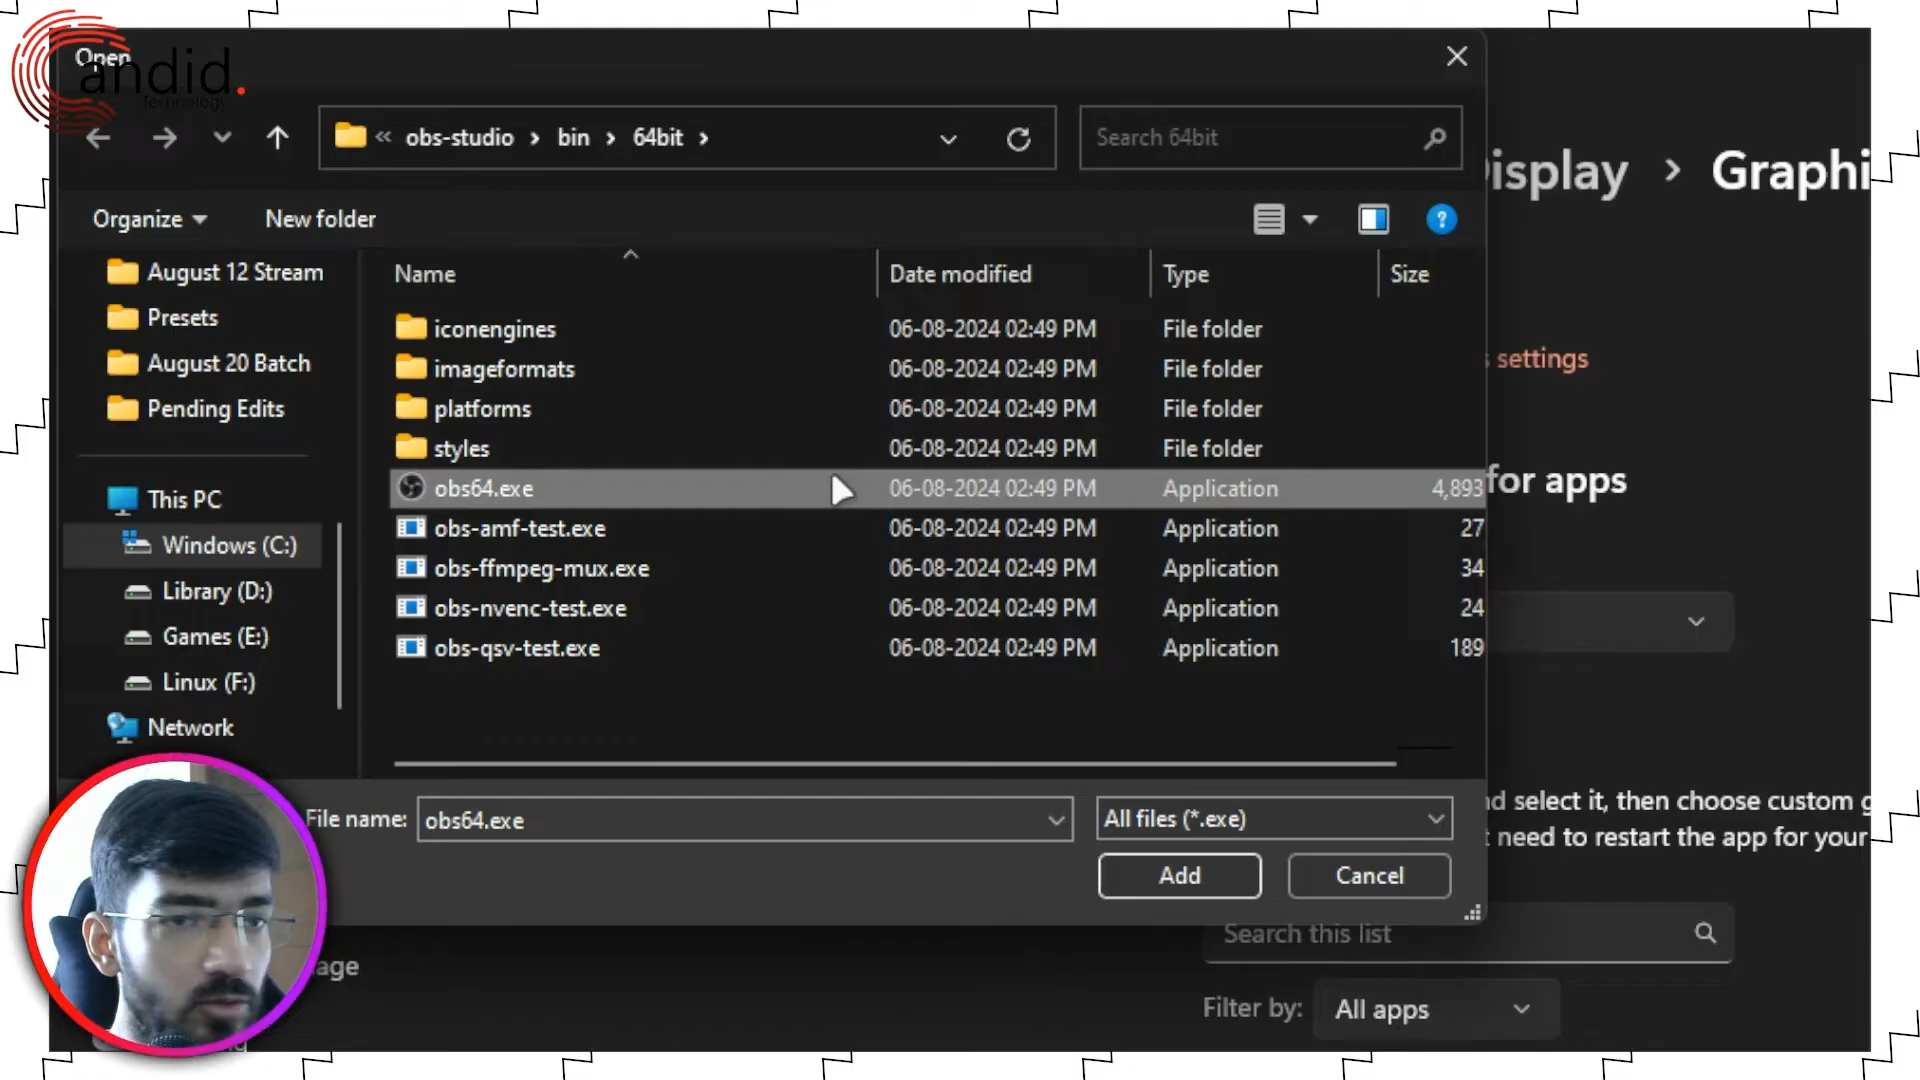 Open
andid.
Technology
« obs-studio > bin > 64bit >
Search 64bit
Display > Graphi
Organize
New folder
?
August 12 Stream
Presets
August 20 Batch
Pending Edits
This PC
Windows (C:)
Library (D:)
Games (E:)
Linux (F:)
Network
Name Date modified Type Size
iconengines 06-08-2024 02:49 PM File folder
imageformats 06-08-2024 02:49 PM File folder
platforms 06-08-2024 02:49 PM File folder
styles 06-08-2024 02:49 PM File folder
obs64.exe 06-08-2024 02:49 PM Application 4,893
obs-amf-test.exe 06-08-2024 02:49 PM Application 27
obs-ffmpeg-mux.exe 06-08-2024 02:49 PM Application 34
obs-nvenc-test.exe 06-08-2024 02:49 PM Application 24
obs-qsv-test.exe 06-08-2024 02:49 PM Application 189
settings
for apps
File name: obs64.exe
All files (*.exe)
Add
Cancel
select it, then choose custom g
need to restart the app for your
Search this list
age
Filter by: All apps